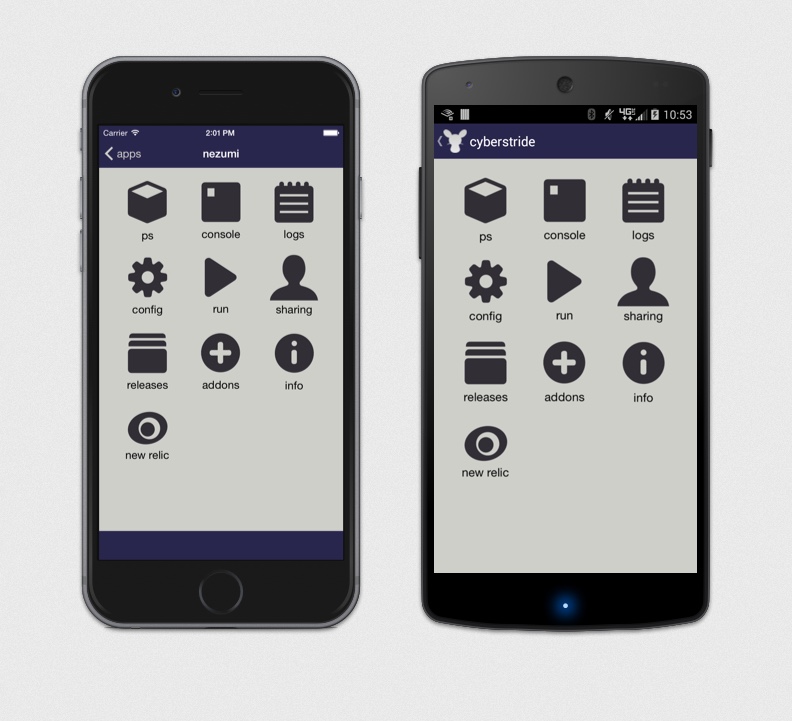 Carrier 2:01 PM
apps nezumi
ps console logs
config run sharing
releases addons info
new relic
4G 10:53
cyberstride
ps console logs
config run sharing
releases addons info
new relic